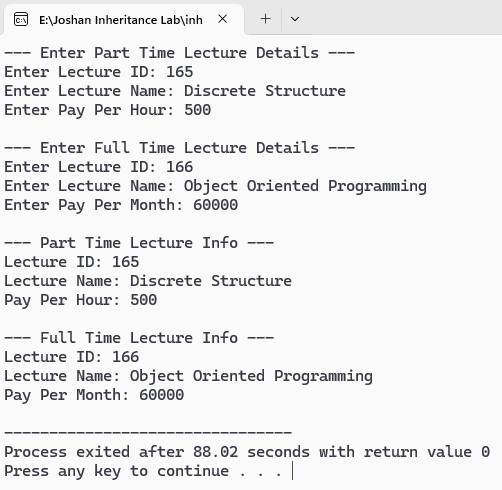 E:\Joshan Inheritance Lab\inh
--- Enter Part Time Lecture Details ---
Enter Lecture ID: 165
Enter Lecture Name: Discrete Structure
Enter Pay Per Hour: 500
--- Enter Full Time Lecture Details ---
Enter Lecture ID: 166
Enter Lecture Name: Object Oriented Programming
Enter Pay Per Month: 60000
--- Part Time Lecture Info ---
Lecture ID: 165
Lecture Name: Discrete Structure
Pay Per Hour: 500
--- Full Time Lecture Info ---
Lecture ID: 166
Lecture Name: Object Oriented Programming
Pay Per Month: 60000
--------------------------------
Process exited after 88.02 seconds with return value 0
Press any key to continue . . .